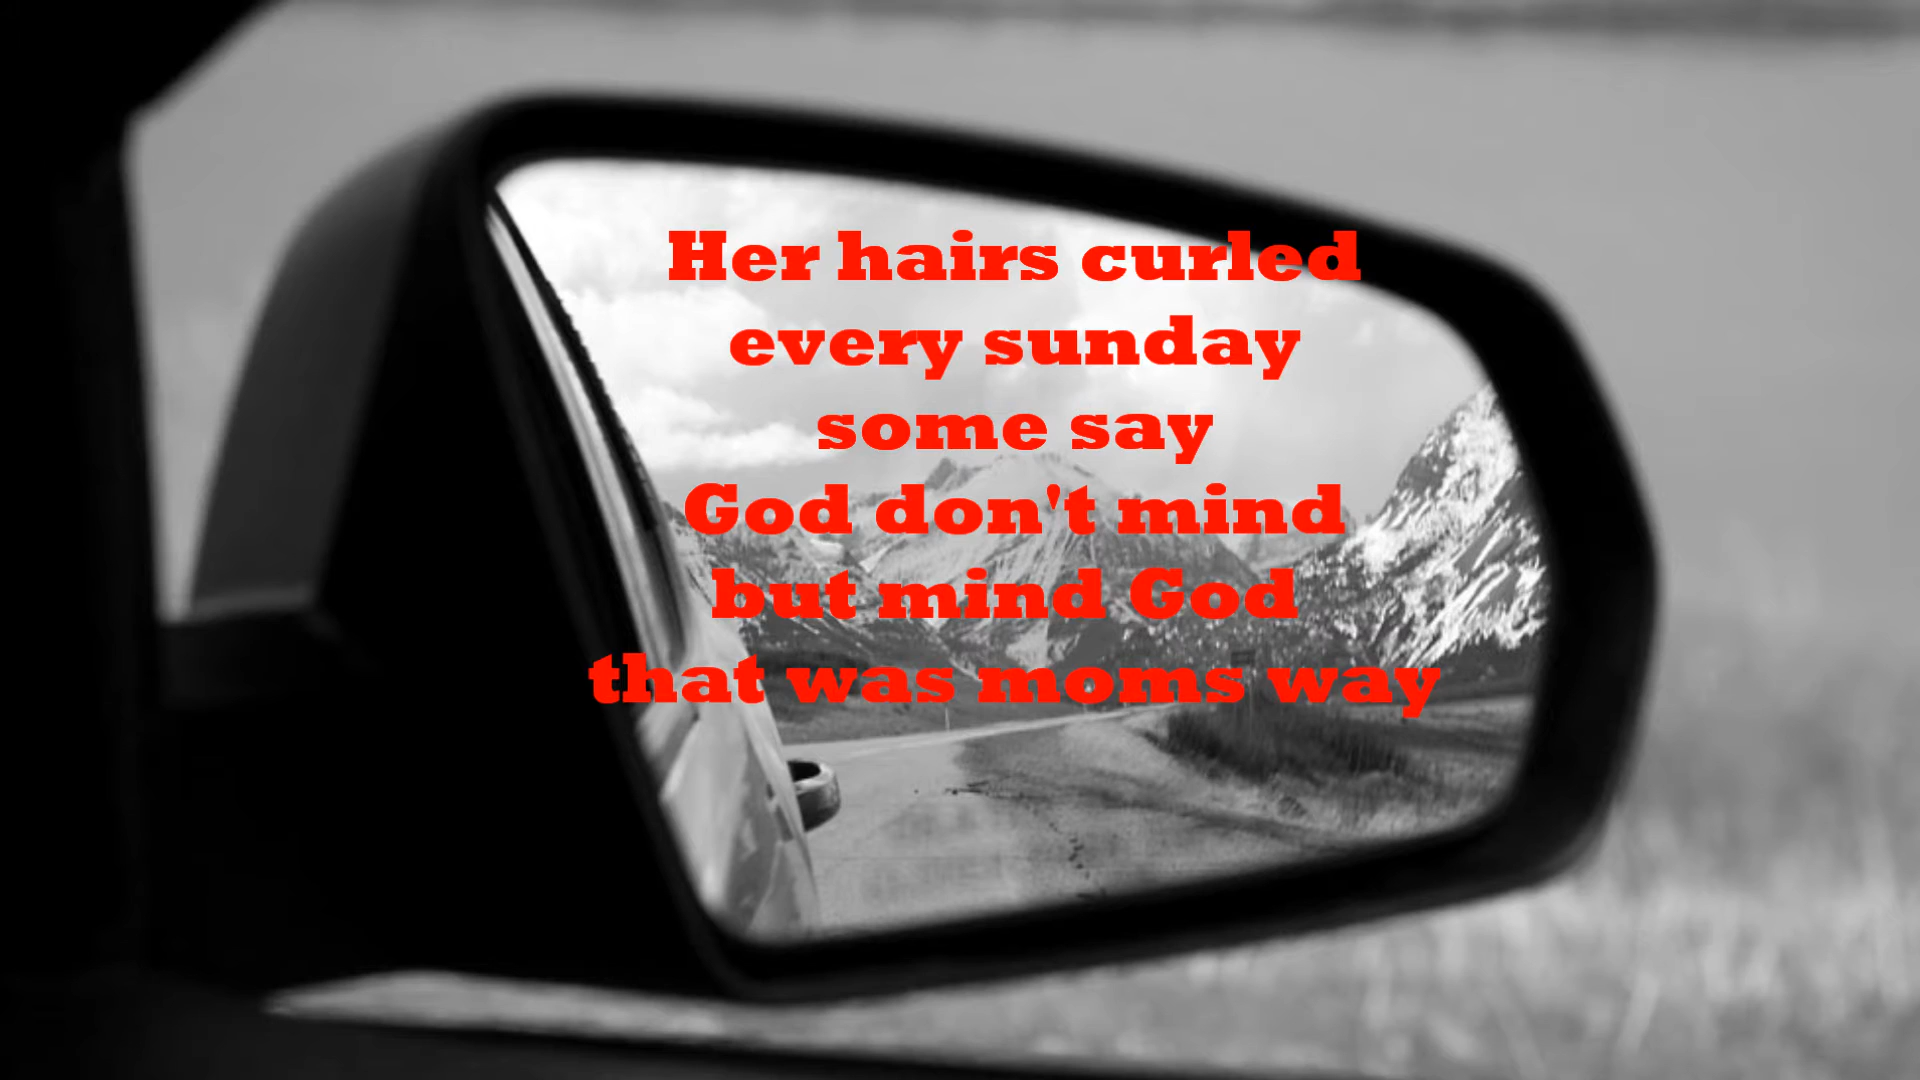 Her hairs curled
every sunday
some say
God don't mind
but mind God
that was moms way